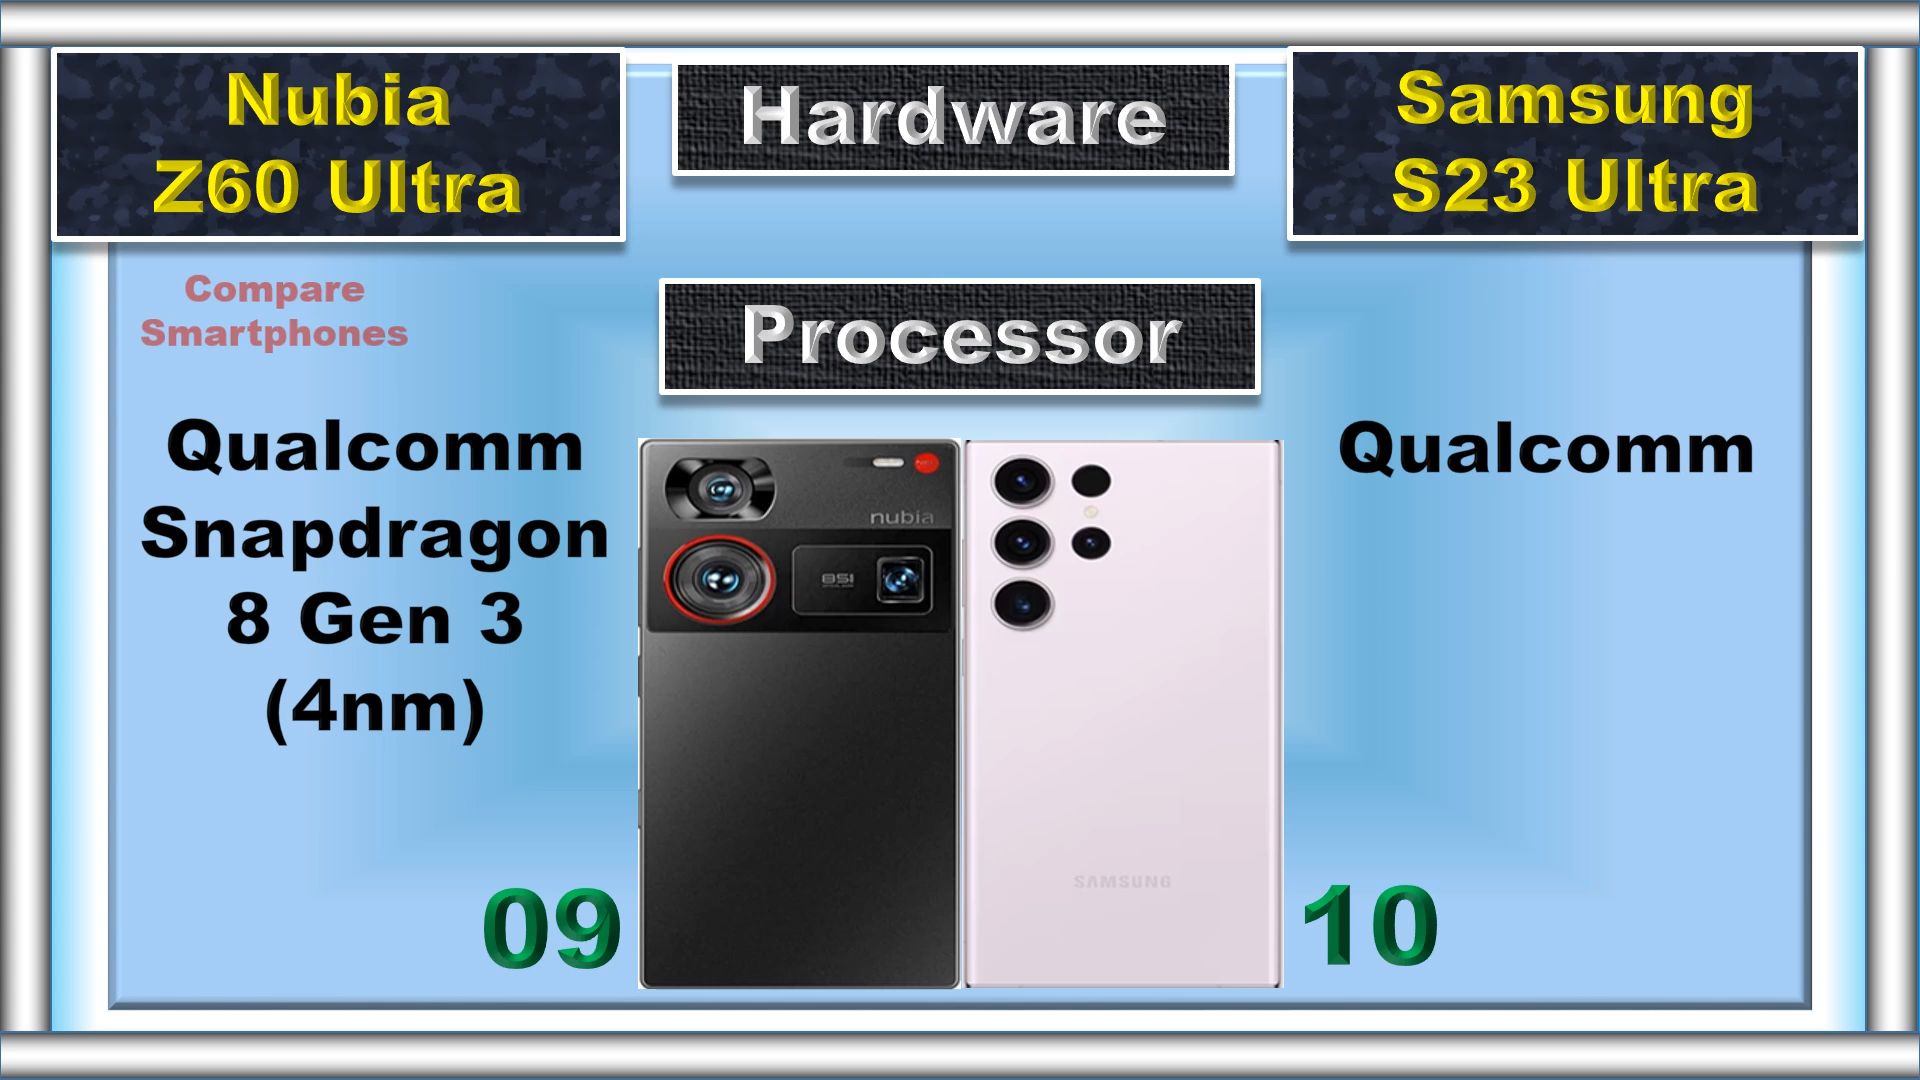 Nubia
Z60 Ultra
Hardware
Samsung
S23 Ultra
Compare
Smartphones
Processor
Qualcomm
Snapdragon
8 Gen 3
(4nm)
Qualcomm
nubia
SAMSUNG
09
10